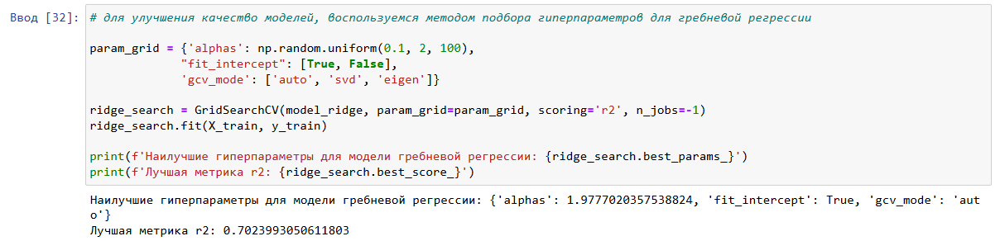 Ввод [32]: # для улучшения качество моделей, воспользуемся методом подбора гиперпараметров для гребневой регрессии
param_grid = {'alphas': np.random.uniform(0.1, 2, 100),
"fit_intercept": [True, False],
'gcv_mode': ['auto', 'svd', 'eigen']}
ridge_search = GridSearchCV(model_ridge, param_grid=param_grid, scoring='r2', n_jobs=-1)
ridge_search.fit(X_train, y_train)
print(f'Наилучшие гиперпараметры для модели гребневой регрессии: {ridge_search.best_params_}')
print(f'Лучшая метрика r2: {ridge_search.best_score_}')
Наилучшие гиперпараметры для модели гребневой регрессии: {'alphas': 1.9777020357538824, 'fit_intercept': True, 'gcv_mode': 'aut
o'}
Лучшая метрика r2: 0.7023993050611803